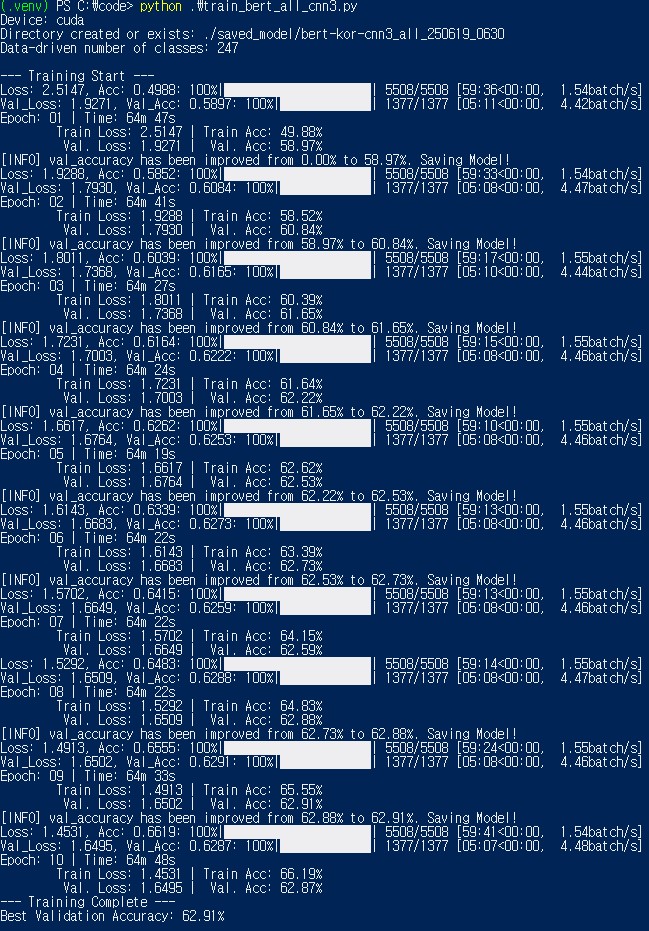 (.venv) PS C:₩code> python .₩train_bert_all_cnn3.py
Device: cuda
Directory created or exists: ./saved_model/bert-kor-cnn3_all_250619_0630
Data-driven number of classes: 247
--- Training Start ---
Loss: 2.5147, Acc: 0.4988: 100%| | 5508/5508 [59:36<00:00, 1.54batch/s]
Val_Loss: 1.9271, Val_Acc: 0.5897: 100%| | 1377/1377 [05:11<00:00, 4.42batch/s]
Epoch: 01 | Time: 64m 47s
Train Loss: 2.5147 | Train Acc: 49.88%
Val. Loss: 1.9271 | Val. Acc: 58.97%
[INFO] val_accuracy has been improved from 0.00% to 58.97%. Saving Model!
Loss: 1.9288, Acc: 0.5852: 100%| | 5508/5508 [59:33<00:00, 1.54batch/s]
Val_Loss: 1.7930, Val_Acc: 0.6084: 100%| | 1377/1377 [05:08<00:00, 4.47batch/s]
Epoch: 02 | Time: 64m 41s
Train Loss: 1.9288 | Train Acc: 58.52%
Val. Loss: 1.7930 | Val. Acc: 60.84%
[INFO] val_accuracy has been improved from 58.97% to 60.84%. Saving Model!
Loss: 1.8011, Acc: 0.6039: 100%| | 5508/5508 [59:17<00:00, 1.55batch/s]
Val_Loss: 1.7368, Val_Acc: 0.6165: 100%| | 1377/1377 [05:10<00:00, 4.44batch/s]
Epoch: 03 | Time: 64m 27s
Train Loss: 1.8011 | Train Acc: 60.39%
Val. Loss: 1.7368 | Val. Acc: 61.65%
[INFO] val_accuracy has been improved from 60.84% to 61.65%. Saving Model!
Loss: 1.7231, Acc: 0.6164: 100%| | 5508/5508 [59:15<00:00, 1.55batch/s]
Val_Loss: 1.7003, Val_Acc: 0.6222: 100%| | 1377/1377 [05:08<00:00, 4.46batch/s]
Epoch: 04 | Time: 64m 24s
Train Loss: 1.7231 | Train Acc: 61.64%
Val. Loss: 1.7003 | Val. Acc: 62.22%
[INFO] val_accuracy has been improved from 61.65% to 62.22%. Saving Model!
Loss: 1.6617, Acc: 0.6262: 100%| | 5508/5508 [59:10<00:00, 1.55batch/s]
Val_Loss: 1.6764, Val_Acc: 0.6253: 100%| | 1377/1377 [05:08<00:00, 4.46batch/s]
Epoch: 05 | Time: 64m 19s
Train Loss: 1.6617 | Train Acc: 62.62%
Val. Loss: 1.6764 | Val. Acc: 62.53%
[INFO] val_accuracy has been improved from 62.22% to 62.53%. Saving Model!
Loss: 1.6143, Acc: 0.6339: 100%| | 5508/5508 [59:13<00:00, 1.55batch/s]
Val_Loss: 1.6683, Val_Acc: 0.6273: 100%| | 1377/1377 [05:08<00:00, 4.46batch/s]
Epoch: 06 | Time: 64m 22s
Train Loss: 1.6143 | Train Acc: 63.39%
Val. Loss: 1.6683 | Val. Acc: 62.73%
[INFO] val_accuracy has been improved from 62.53% to 62.73%. Saving Model!
Loss: 1.5702, Acc: 0.6415: 100%| | 5508/5508 [59:13<00:00, 1.55batch/s]
Val_Loss: 1.6649, Val_Acc: 0.6259: 100%| | 1377/1377 [05:08<00:00, 4.46batch/s]
Epoch: 07 | Time: 64m 22s
Train Loss: 1.5702 | Train Acc: 64.15%
Val. Loss: 1.6649 | Val. Acc: 62.59%
Loss: 1.5292, Acc: 0.6483: 100%| | 5508/5508 [59:14<00:00, 1.55batch/s]
Val_Loss: 1.6509, Val_Acc: 0.6288: 100%| | 1377/1377 [05:08<00:00, 4.47batch/s]
Epoch: 08 | Time: 64m 22s
Train Loss: 1.5292 | Train Acc: 64.83%
Val. Loss: 1.6509 | Val. Acc: 62.88%
[INFO] val_accuracy has been improved from 62.73% to 62.88%. Saving Model!
Loss: 1.4913, Acc: 0.6555: 100%| | 5508/5508 [59:24<00:00, 1.55batch/s]
Val_Loss: 1.6502, Val_Acc: 0.6291: 100%| | 1377/1377 [05:08<00:00, 4.46batch/s]
Epoch: 09 | Time: 64m 33s
Train Loss: 1.4913 | Train Acc: 65.55%
Val. Loss: 1.6502 | Val. Acc: 62.91%
[INFO] val_accuracy has been improved from 62.88% to 62.91%. Saving Model!
Loss: 1.4531, Acc: 0.6619: 100%| | 5508/5508 [59:41<00:00, 1.54batch/s]
Val_Loss: 1.6495, Val_Acc: 0.6287: 100%| | 1377/1377 [05:07<00:00, 4.48batch/s]
Epoch: 10 | Time: 64m 48s
Train Loss: 1.4531 | Train Acc: 66.19%
Val. Loss: 1.6495 | Val. Acc: 62.87%
--- Training Complete ---
Best Validation Accuracy: 62.91%